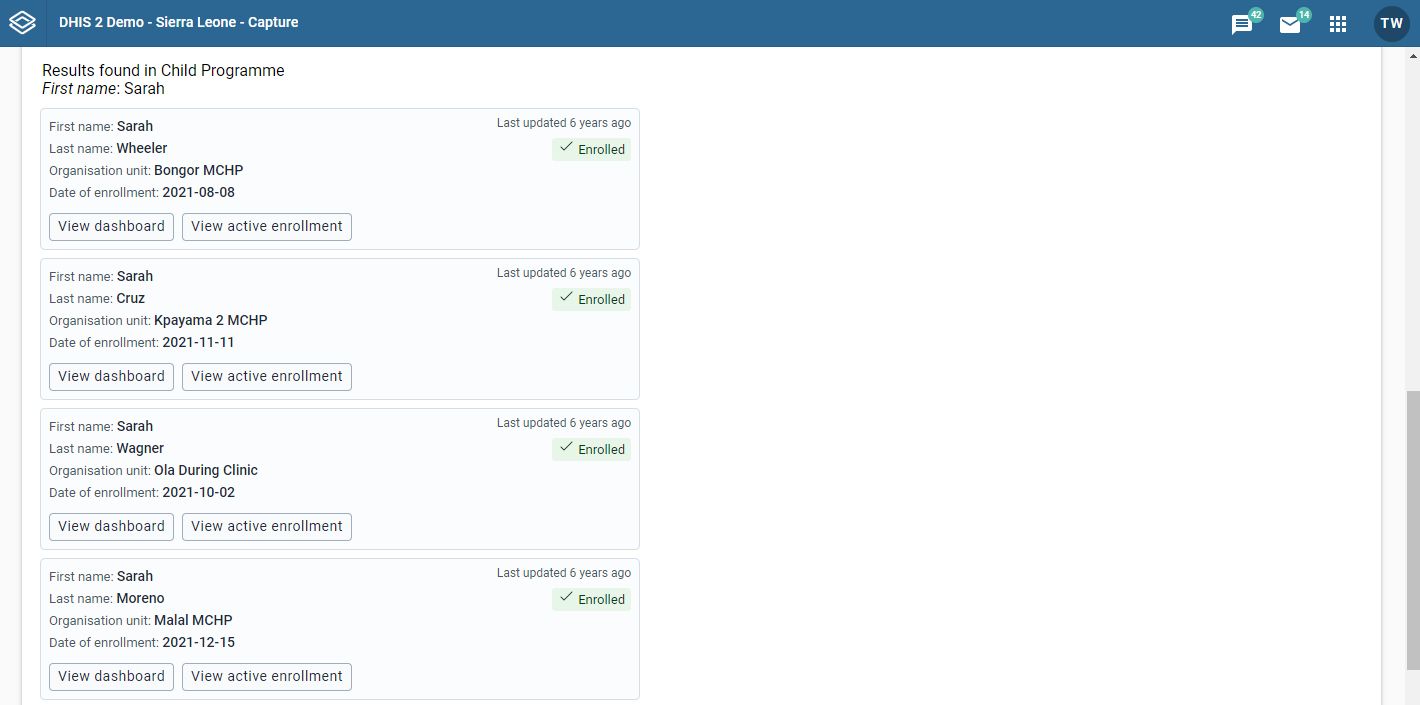 DHIS 2 Demo - Sierra Leone - Capture
42
14
TW
Results found in Child Programme
First name: Sarah
First name: Sarah
Last updated 6 years ago
Last name: Wheeler
Enrolled
Organisation unit: Bongor MCHP
Date of enrollment: 2021-08-08
View dashboard
View active enrollment
First name: Sarah
Last updated 6 years ago
Last name: Cruz
Enrolled
Organisation unit: Kpayama 2 MCHP
Date of enrollment: 2021-11-11
View dashboard
View active enrollment
First name: Sarah
Last updated 6 years ago
Last name: Wagner
Enrolled
Organisation unit: Ola During Clinic
Date of enrollment: 2021-10-02
View dashboard
View active enrollment
First name: Sarah
Last updated 6 years ago
Last name: Moreno
Enrolled
Organisation unit: Malal MCHP
Date of enrollment: 2021-12-15
View dashboard
View active enrollment